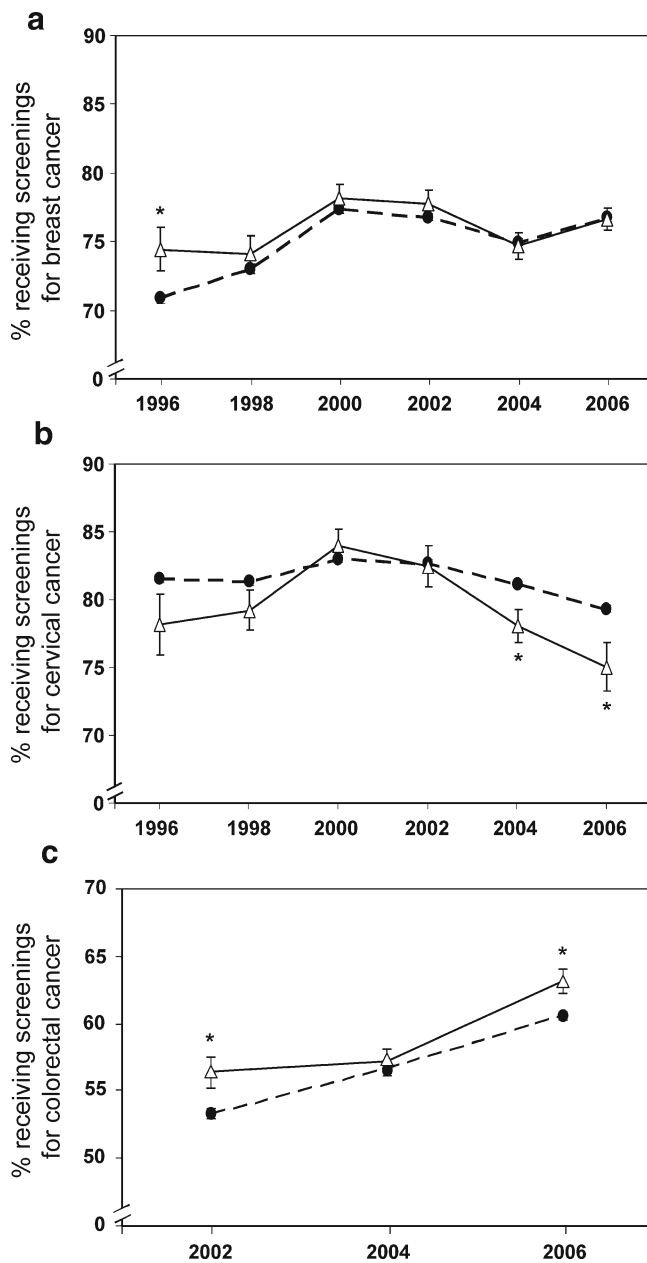 a
% receiving screenings
for breast cancer
90
85
80
75
70
0
*
1996 1998 2000 2002 2004 2006
b
% receiving screenings
for cervical cancer
90
85
80
75
70
0
*
*
1996 1998 2000 2002 2004 2006
c
% receiving screenings
for colorectal cancer
70
65
60
55
50
0
*
*
2002 2004 2006